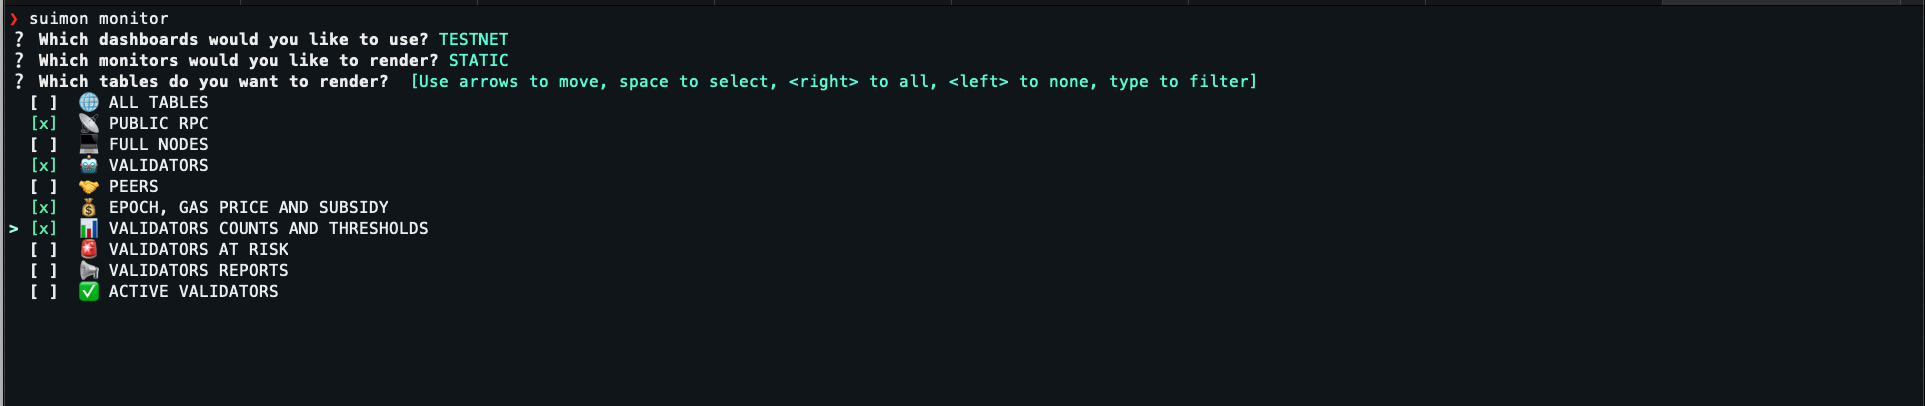 ❯ suimon monitor
? Which dashboards would you like to use? TESTNET
? Which monitors would you like to render? STATIC
? Which tables do you want to render?  [Use arrows to move, space to select, <right> to all, <left> to none, type to filter]
[ ] 🌐 ALL TABLES
[x] 📡 PUBLIC RPC
[ ] 💻 FULL NODES
[x] 🤖 VALIDATORS
[ ] 🤝 PEERS
[x] 💰 EPOCH, GAS PRICE AND SUBSIDY
> [x] 📊 VALIDATORS COUNTS AND THRESHOLDS
[ ] 🚨 VALIDATORS AT RISK
[ ] 📢 VALIDATORS REPORTS
[ ] ✅ ACTIVE VALIDATORS